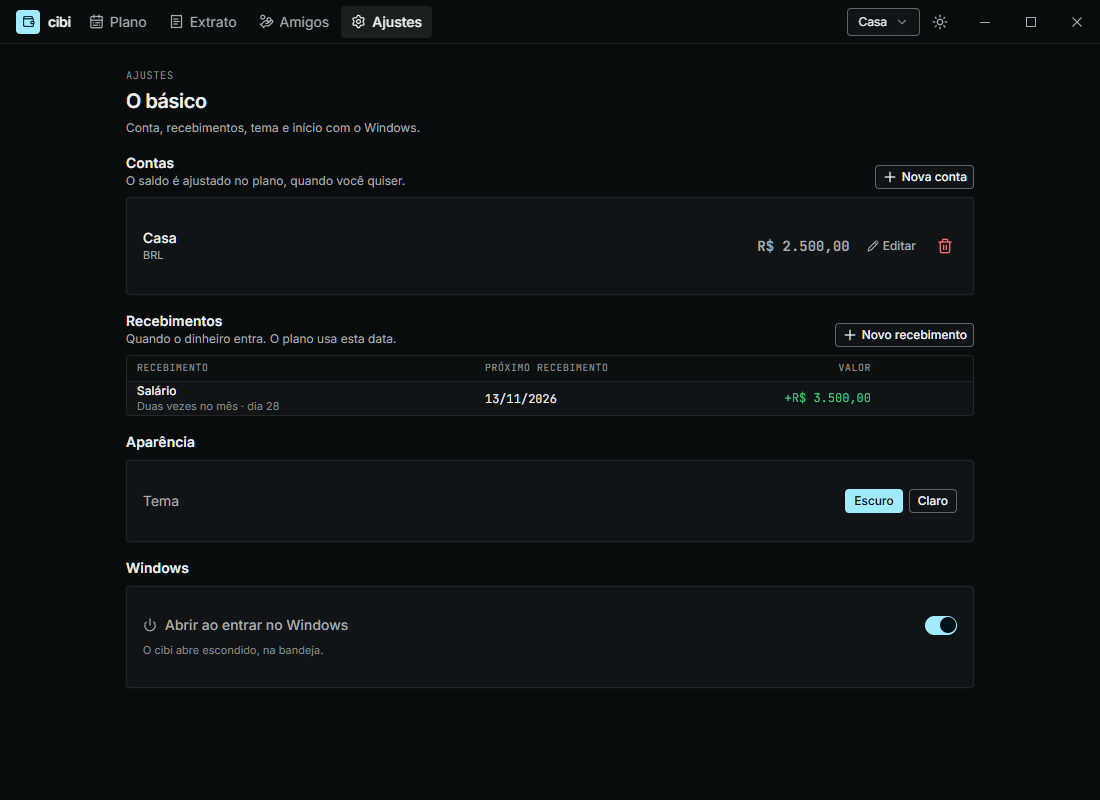 cibi Plano Extrato Amigos Ajustes Casa
AJUSTES
O básico
Conta, recebimentos, tema e início com o Windows.
Contas
O saldo é ajustado no plano, quando você quiser.
Nova conta
Casa
BRL
R$ 2.500,00 Editar
Recebimentos
Quando o dinheiro entra. O plano usa esta data.
Novo recebimento
RECEBIMENTO PRÓXIMO RECEBIMENTO VALOR
Salário
Duas vezes no mês · dia 28
13/11/2026 +R$ 3.500,00
Aparência
Tema Escuro Claro
Windows
Abrir ao entrar no Windows
O cibi abre escondido, na bandeja.